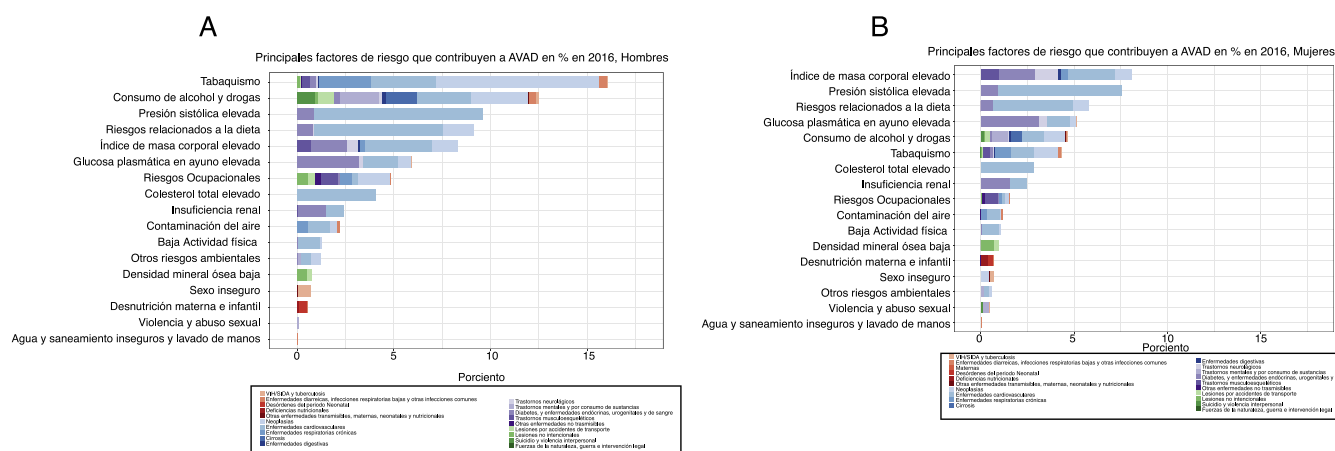 A
Principales factores de riesgo que contribuyen a AVAD en % en 2016, Hombres
Tabaquismo
Consumo de alcohol y drogas
Presión sistólica elevada
Riesgos relacionados a la dieta
Índice de masa corporal elevado
Glucosa plasmática en ayuno elevada
Riesgos Ocupacionales
Colesterol total elevado
Insuficiencia renal
Contaminación del aire
Baja Actividad física
Otros riesgos ambientales
Densidad mineral ósea baja
Sexo inseguro
Desnutrición materna e infantil
Violencia y abuso sexual
Agua y saneamiento inseguros y lavado de manos
0 5 10 15
Porciento
VIH/SIDA y tuberculosis
Enfermedades diarreicas, infecciones respiratorias bajas y otras infecciones comunes
Desórdenes del periodo Neonatal
Deficiencias nutricionales
Otras enfermedades transmisibles, maternas, neonatales y nutricionales
Neoplasias
Enfermedades cardiovasculares
Enfermedades respiratorias crónicas
Cirrosis
Enfermedades digestivas
Trastornos neurológicos
Trastornos mentales y por consumo de sustancias
Diabetes, y enfermedades endócrinas, urogenitales y de sangre
Trastornos musculoesqueléticos
Otras enfermedades no trasmisibles
Lesiones por accidentes de transporte
Lesiones no intencionales
Suicidio y violencia interpersonal
Fuerzas de la naturaleza, guerra e intervención legal
B
Principales factores de riesgo que contribuyen a AVAD en % en 2016, Mujeres
Índice de masa corporal elevado
Presión sistólica elevada
Riesgos relacionados a la dieta
Glucosa plasmática en ayuno elevada
Consumo de alcohol y drogas
Tabaquismo
Colesterol total elevado
Insuficiencia renal
Riesgos Ocupacionales
Contaminación del aire
Baja Actividad física
Densidad mineral ósea baja
Desnutrición materna e infantil
Sexo inseguro
Otros riesgos ambientales
Violencia y abuso sexual
Agua y saneamiento inseguros y lavado de manos
0 5 10 15
Porciento
VIH/SIDA y tuberculosis
Enfermedades diarreicas, infecciones respiratorias bajas y otras infecciones comunes
Maternas
Desórdenes del periodo Neonatal
Deficiencias nutricionales
Otras enfermedades transmisibles, maternas, neonatales y nutricionales
Neoplasias
Enfermedades cardiovasculares
Enfermedades respiratorias crónicas
Cirrosis
Enfermedades digestivas
Trastornos neurológicos
Trastornos mentales y por consumo de sustancias
Diabetes, y enfermedades endócrinas, urogenitales y
Trastornos musculoesqueléticos
Otras enfermedades no trasmisibles
Lesiones por accidentes de transporte
Lesiones no intencionales
Suicidio y violencia interpersonal
Fuerzas de la naturaleza, guerra e intervención legal